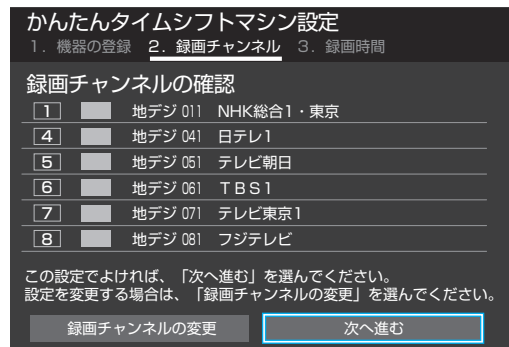 かんたんタイムシフトマシン設定
1. 機器の登録 2. 録画チャンネル 3. 録画時間
録画チャンネルの確認
1 地デジ 011 NHK総合1・東京
4 地デジ 041 日テレ1
5 地デジ 051 テレビ朝日
6 地デジ 061 TBS1
7 地デジ 071 テレビ東京1
8 地デジ 081 フジテレビ
この設定でよければ、「次へ進む」を選んでください。
設定を変更する場合は、「録画チャンネルの変更」を選んでください。
録画チャンネルの変更 次へ進む